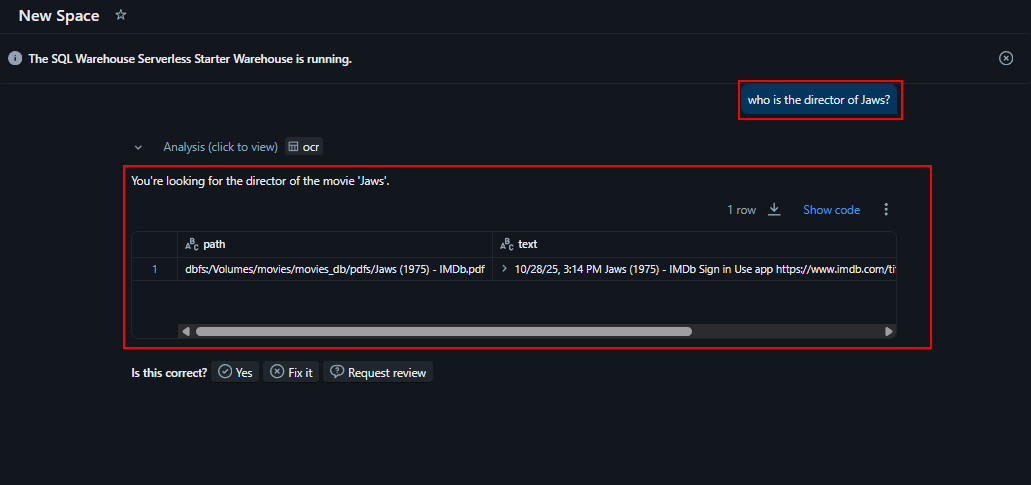 New Space
The SQL Warehouse Serverless Starter Warehouse is running.
who is the director of Jaws?
Analysis (click to view) ocr
You're looking for the director of the movie 'Jaws'.
1 row Show code
path text
1 dbfs:/Volumes/movies/movies_db/pdfs/Jaws (1975) - IMDb.pdf 10/28/25, 3:14 PM Jaws (1975) - IMDb Sign in Use app https://www.imdb.com/ti
Is this correct? Yes Fix it Request review